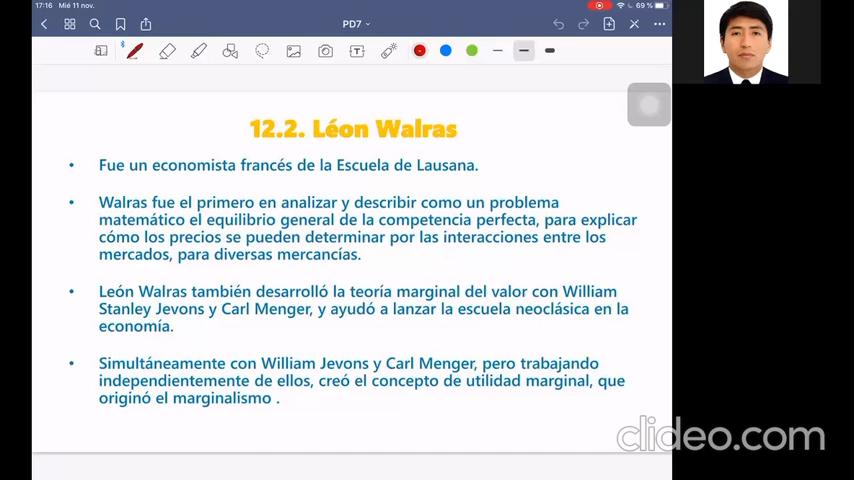 17:16 Mié 11 nov.
69 %
PD7
12.2. Léon Walras
• Fue un economista francés de la Escuela de Lausana.
• Walras fue el primero en analizar y describir como un problema
matemático el equilibrio general de la competencia perfecta, para explicar
cómo los precios se pueden determinar por las interacciones entre los
mercados, para diversas mercancías.
• León Walras también desarrolló la teoría marginal del valor con William
Stanley Jevons y Carl Menger, y ayudó a lanzar la escuela neoclásica en la
economía.
• Simultáneamente con William Jevons y Carl Menger, pero trabajando
independientemente de ellos, creó el concepto de utilidad marginal, que
originó el marginalismo .
clideo.com